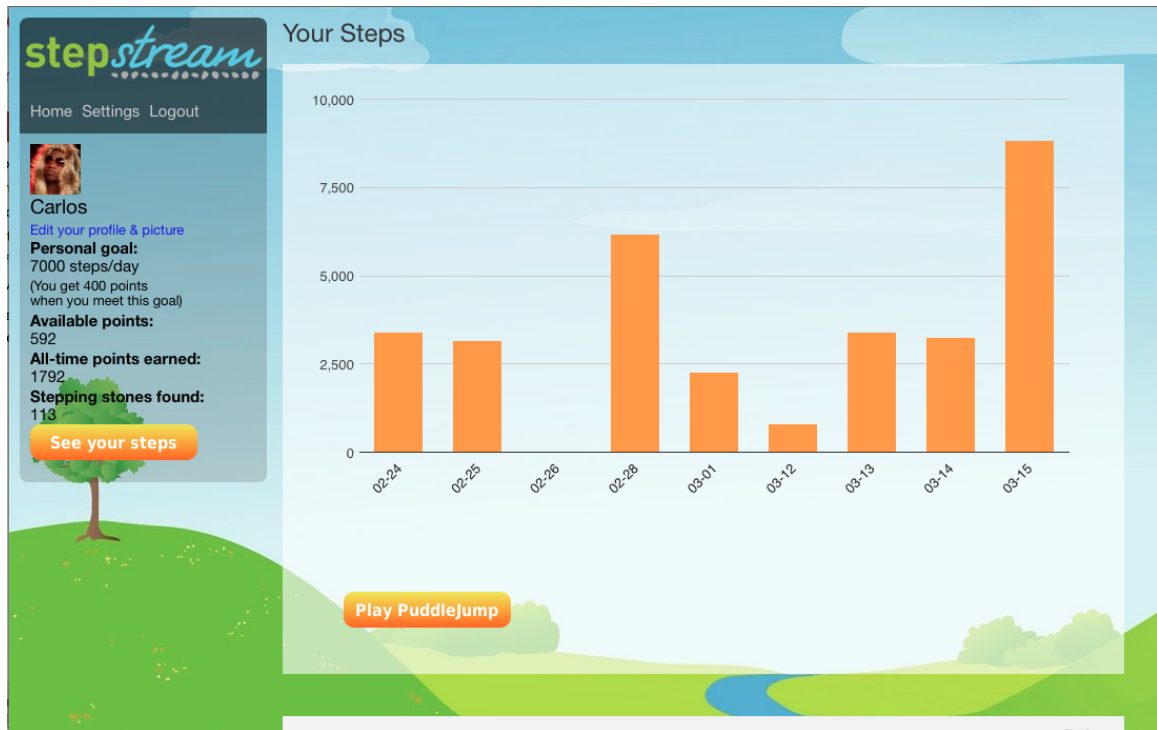 stepstream
Home Settings Logout
Carlos
Edit your profile & picture
Personal goal:
7000 steps/day
(You get 400 points
when you meet this goal)
Available points:
592
All-time points earned:
1792
Stepping stones found:
113
See your steps
Your Steps
10,000
7,500
5,000
2,500
0
02-24 02-25 02-26 02-28 03-01 03-12 03-13 03-14 03-15
Play PuddleJump